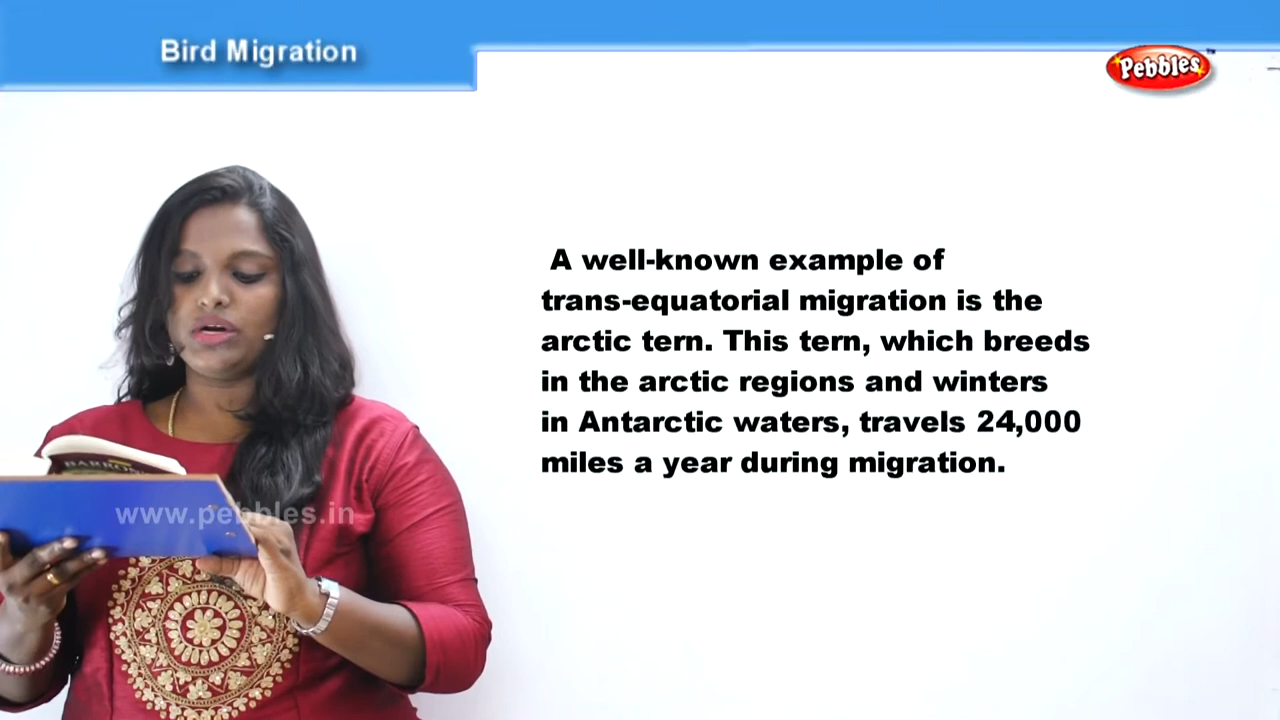 Bird Migration
Pebbles™
A well-known example of
trans-equatorial migration is the
arctic tern. This tern, which breeds
in the arctic regions and winters
in Antarctic waters, travels 24,000
miles a year during migration.
www.pebbles.in